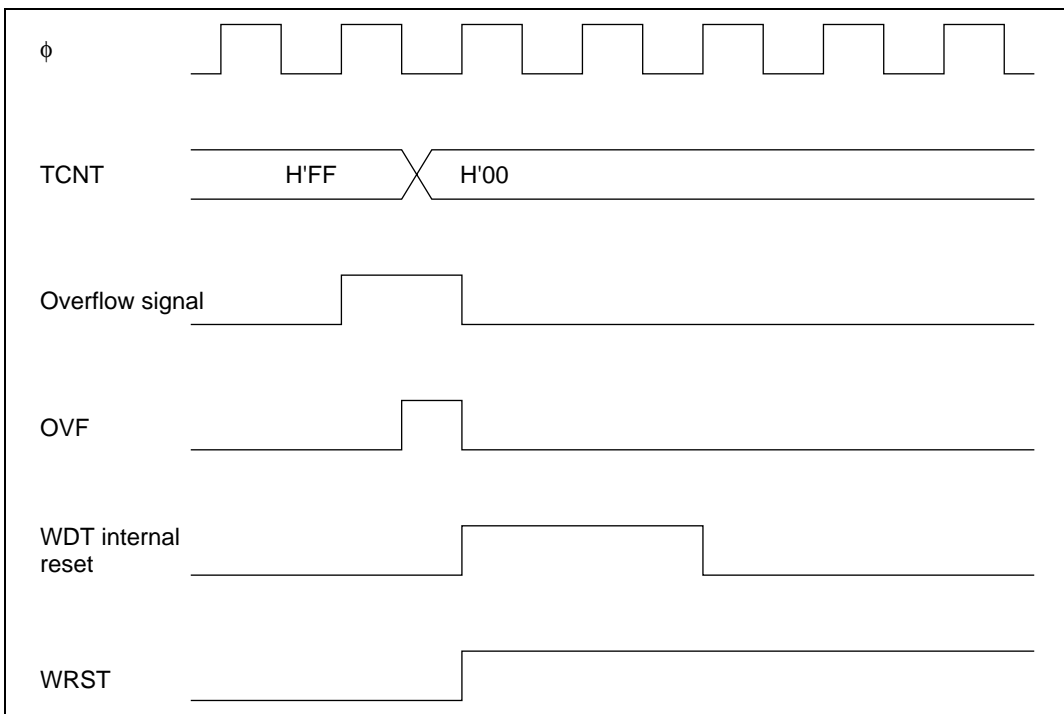 ϕ
TCNT
H'FF
H'00
Overflow signal
OVF
WDT internal
reset
WRST